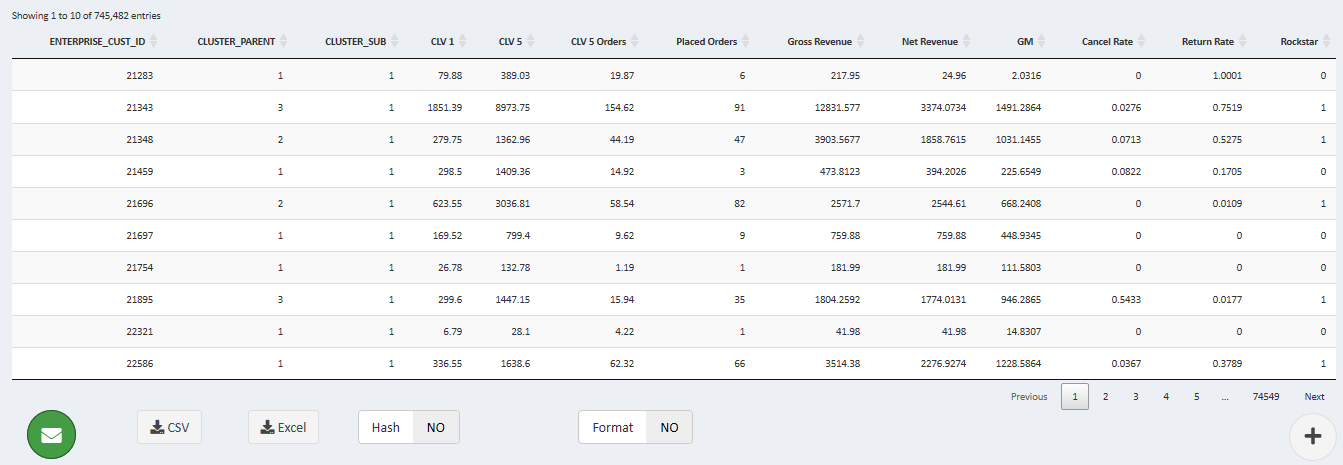 Showing 1 to 10 of 745,482 entries
ENTERPRISE_CUST_ID CLUSTER_PARENT CLUSTER_SUB CLV 1 CLV 5 CLV 5 Orders Placed Orders Gross Revenue Net Revenue GM Cancel Rate Return Rate Rockstar
21283 1 1 79.88 389.03 19.87 6 217.95 24.96 2.0316 0 1.0001 0
21343 3 1 1851.39 8973.75 154.62 91 12831.577 3374.0734 1491.2864 0.0276 0.7519 1
21348 2 1 279.75 1362.96 44.19 47 3903.5677 1858.7615 1031.1455 0.0713 0.5275 1
21459 1 1 298.5 1409.36 14.92 3 473.8123 394.2026 225.6549 0.0822 0.1705 0
21696 2 1 623.55 3036.81 58.54 82 2571.7 2544.61 668.2408 0 0.0109 1
21697 1 1 169.52 799.4 9.62 9 759.88 759.88 448.9345 0 0 0
21754 1 1 26.78 132.78 1.19 1 181.99 181.99 111.5803 0 0 0
21895 3 1 299.6 1447.15 15.94 35 1804.2592 1774.0131 946.2865 0.5433 0.0177 1
22321 1 1 6.79 28.1 4.22 1 41.98 41.98 14.8307 0 0 0
22586 1 1 336.55 1638.6 62.32 66 3514.38 2276.9274 1228.5864 0.0367 0.3789 1
Previous 1 2 3 4 5 ... 74549 Next
CSV Excel Hash NO Format NO